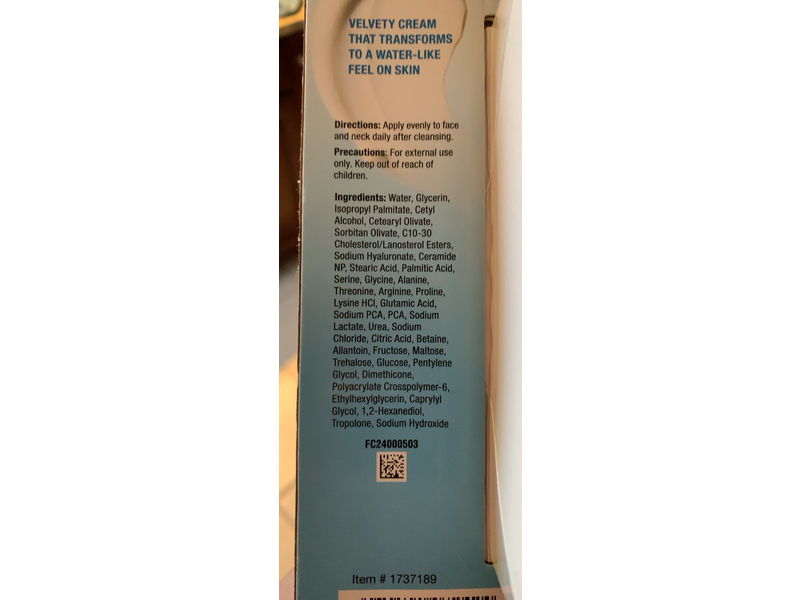 VELVETY CREAM
THAT TRANSFORMS
TO A WATER-LIKE
FEEL ON SKIN
Directions: Apply evenly to face
and neck daily after cleansing.
Precautions: For external use
only. Keep out of reach of
children.
Ingredients: Water, Glycerin,
Isopropyl Palmitate, Cetyl
Alcohol, Cetearyl Olivate,
Sorbitan Olivate, C10-30
Cholesterol/Lanosterol Esters,
Sodium Hyaluronate, Ceramide
NP, Stearic Acid, Palmitic Acid,
Serine, Glycine, Alanine,
Threonine, Arginine, Proline,
Lysine HCl, Glutamic Acid,
Sodium PCA, PCA, Sodium
Lactate, Urea, Sodium
Chloride, Citric Acid, Betaine,
Allantoin, Fructose, Maltose,
Trehalose, Glucose, Pentylene
Glycol, Dimethicone,
Polyacrylate Crosspolymer-6,
Ethylhexylglycerin, Caprylyl
Glycol, 1,2-Hexanediol,
Tropolone, Sodium Hydroxide
FC24000503
Item # 1737189